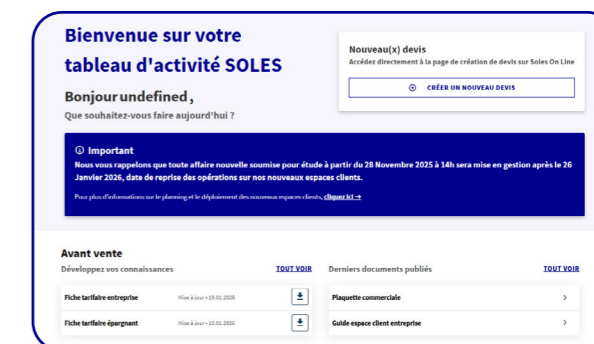 Bienvenue sur votre
tableau d'activité SOLES
Bonjour undefined,
Que souhaitez-vous faire aujourd'hui ?
Nouveau(x) devis
Accédez directement à la page de création de devis sur Soles On Line
CRÉER UN NOUVEAU DEVIS
Important
Nous vous rappelons que toute affaire nouvelle soumise pour étude à partir du 28 Novembre 2025 à 14h sera mise en gestion après le 26
Janvier 2026, date de reprise des opérations sur nos nouveaux espaces clients.
Pour plus d'informations sur le planning et le déploiement des nouveaux espaces clients, cliquer ici →
Avant vente
Développez vos connaissances
TOUT VOIR
Fiche tarifaire entreprise
Mise à jour • 19.01.2026
Fiche tarifaire épargnant
Mise à jour •
Derniers documents publiés
TOUT VOIR
Plaquette commerciale
Guide espace client entreprise